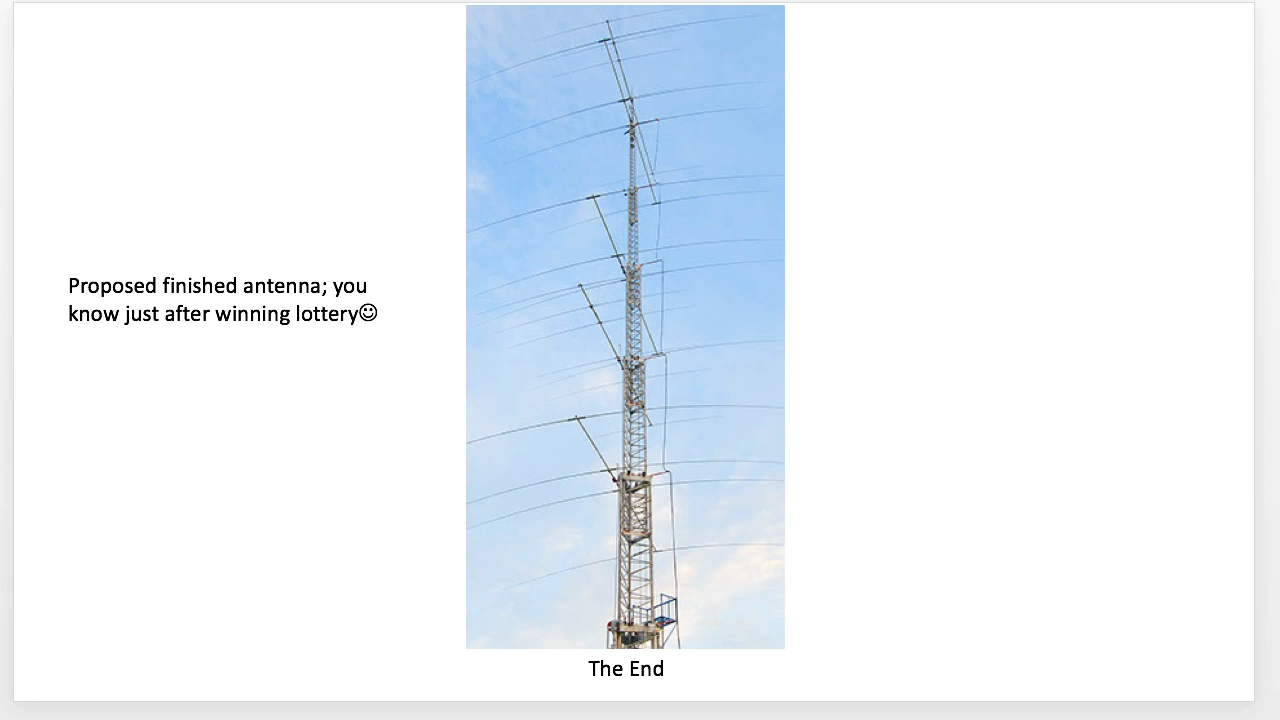 Proposed finished antenna; you
know just after winning lottery☺
The End